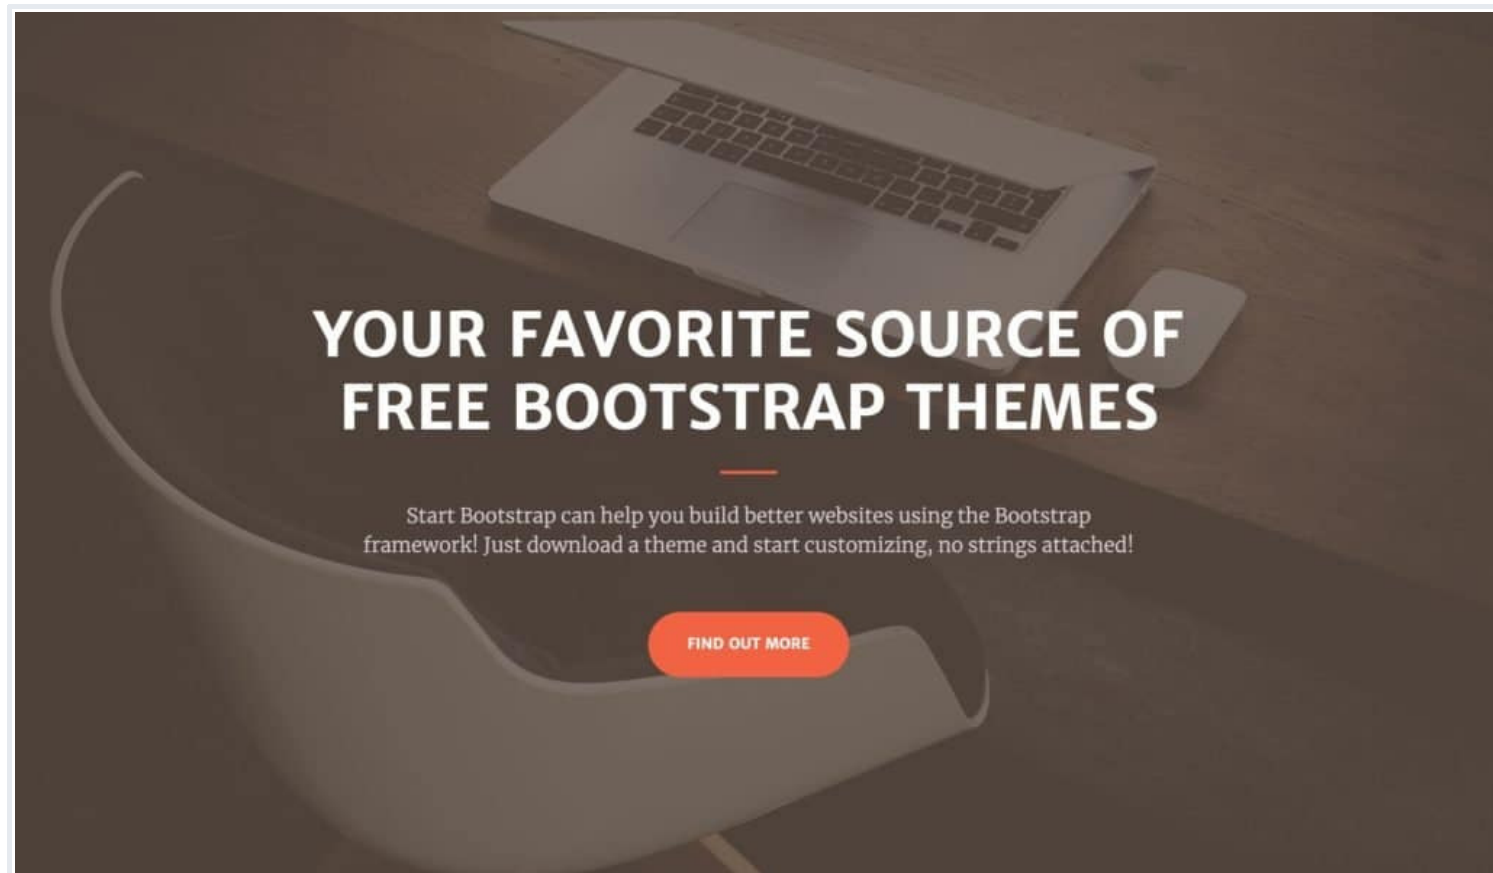 YOUR FAVORITE SOURCE OF
FREE BOOTSTRAP THEMES
Start Bootstrap can help you build better websites using the Bootstrap
framework! Just download a theme and start customizing, no strings attached!
FIND OUT MORE